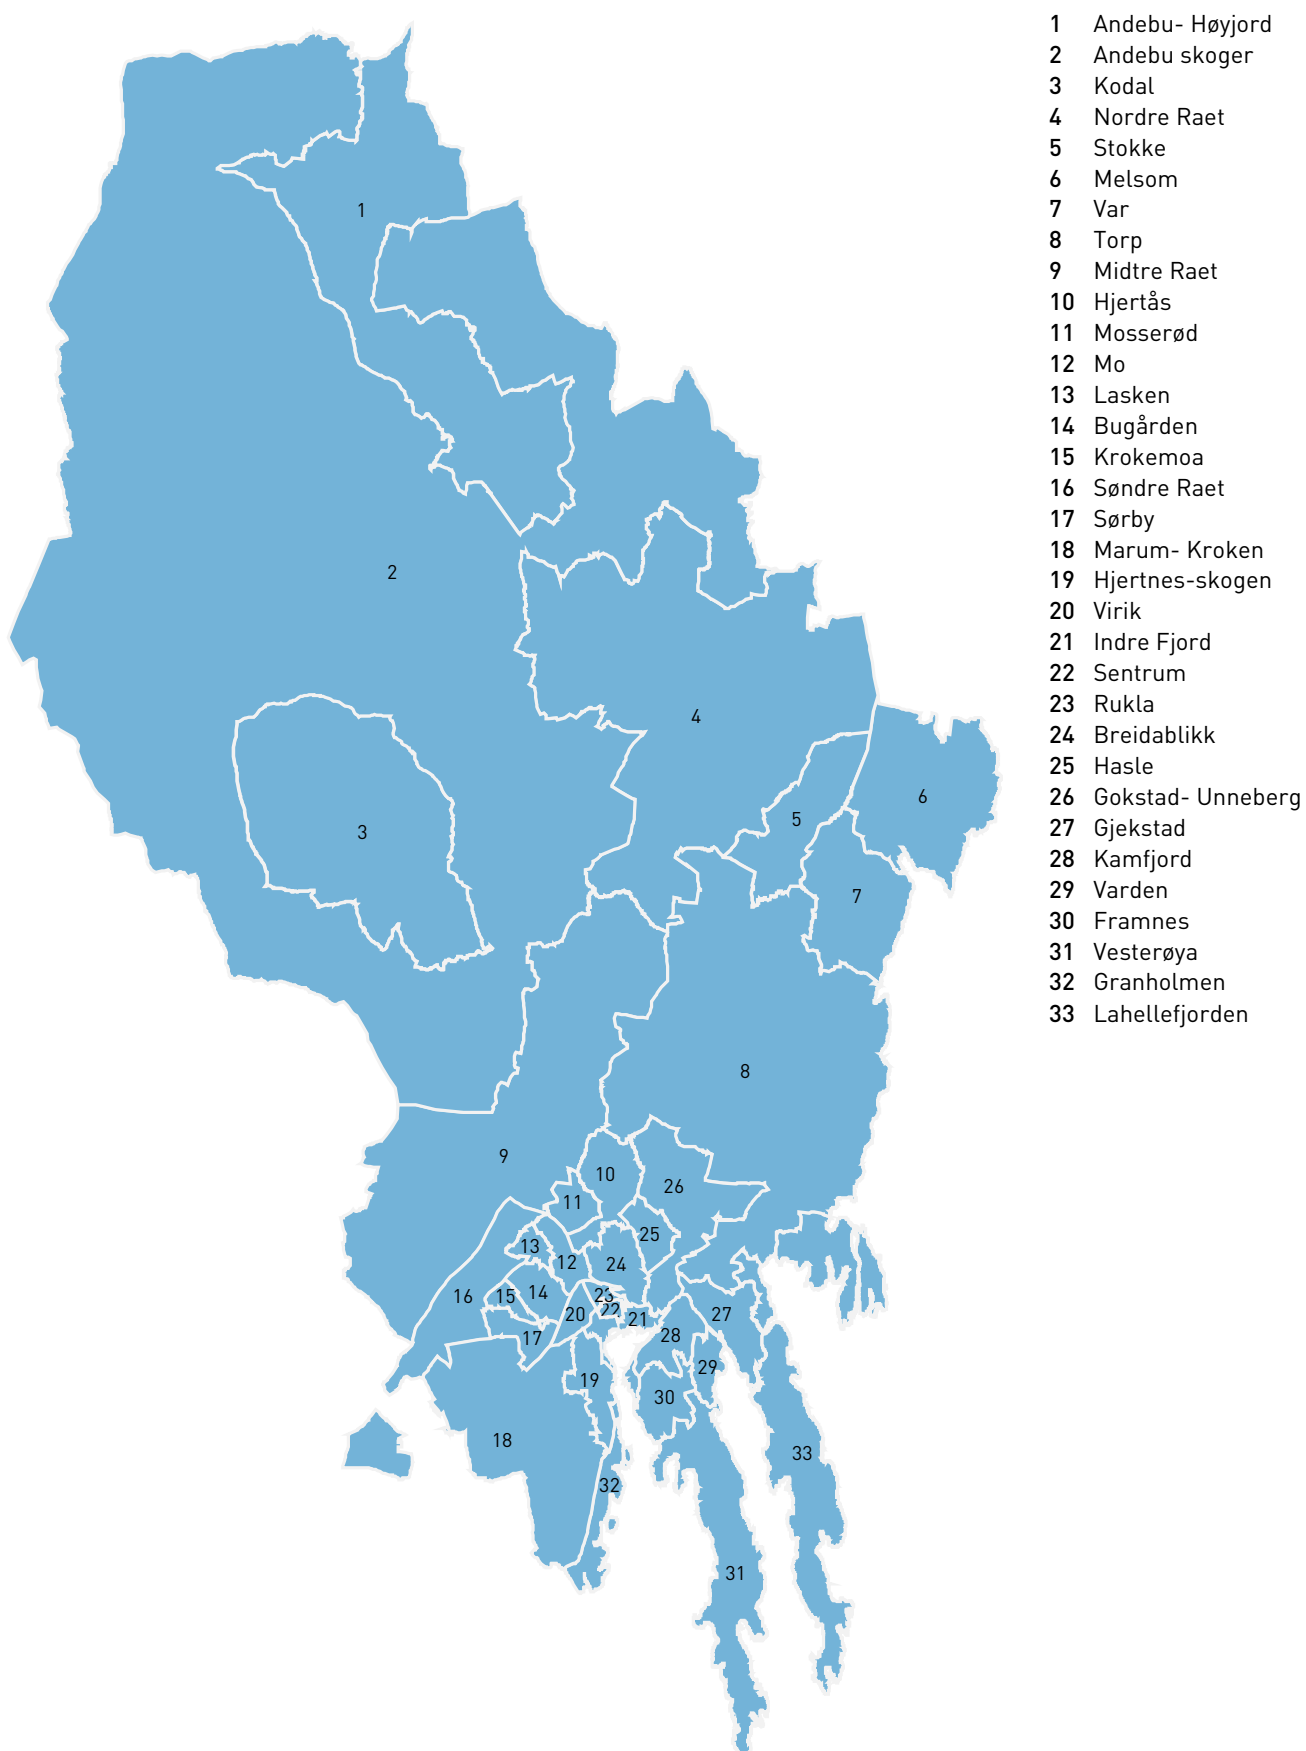 1 Andebu- Høyjord
2 Andebu skoger
3 Kodal
4 Nordre Raet
5 Stokke
6 Melsom
7 Var
8 Torp
9 Midtre Raet
10 Hjertås
11 Mosserød
12 Mo
13 Lasken
14 Bugården
15 Krokemoa
16 Søndre Raet
17 Sørby
18 Marum- Kroken
19 Hjertnes-skogen
20 Virik
21 Indre Fjord
22 Sentrum
23 Rukla
24 Breidablikk
25 Hasle
26 Gokstad- Unneberg
27 Gjekstad
28 Kamfjord
29 Varden
30 Framnes
31 Vesterøya
32 Granholmen
33 Lahellefjorden
1
2
4
6
5
3
7
8
9
10
26
11
25
13
12
24
14
15
16
23
22
20
21
27
17
28
29
19
30
18
33
32
31